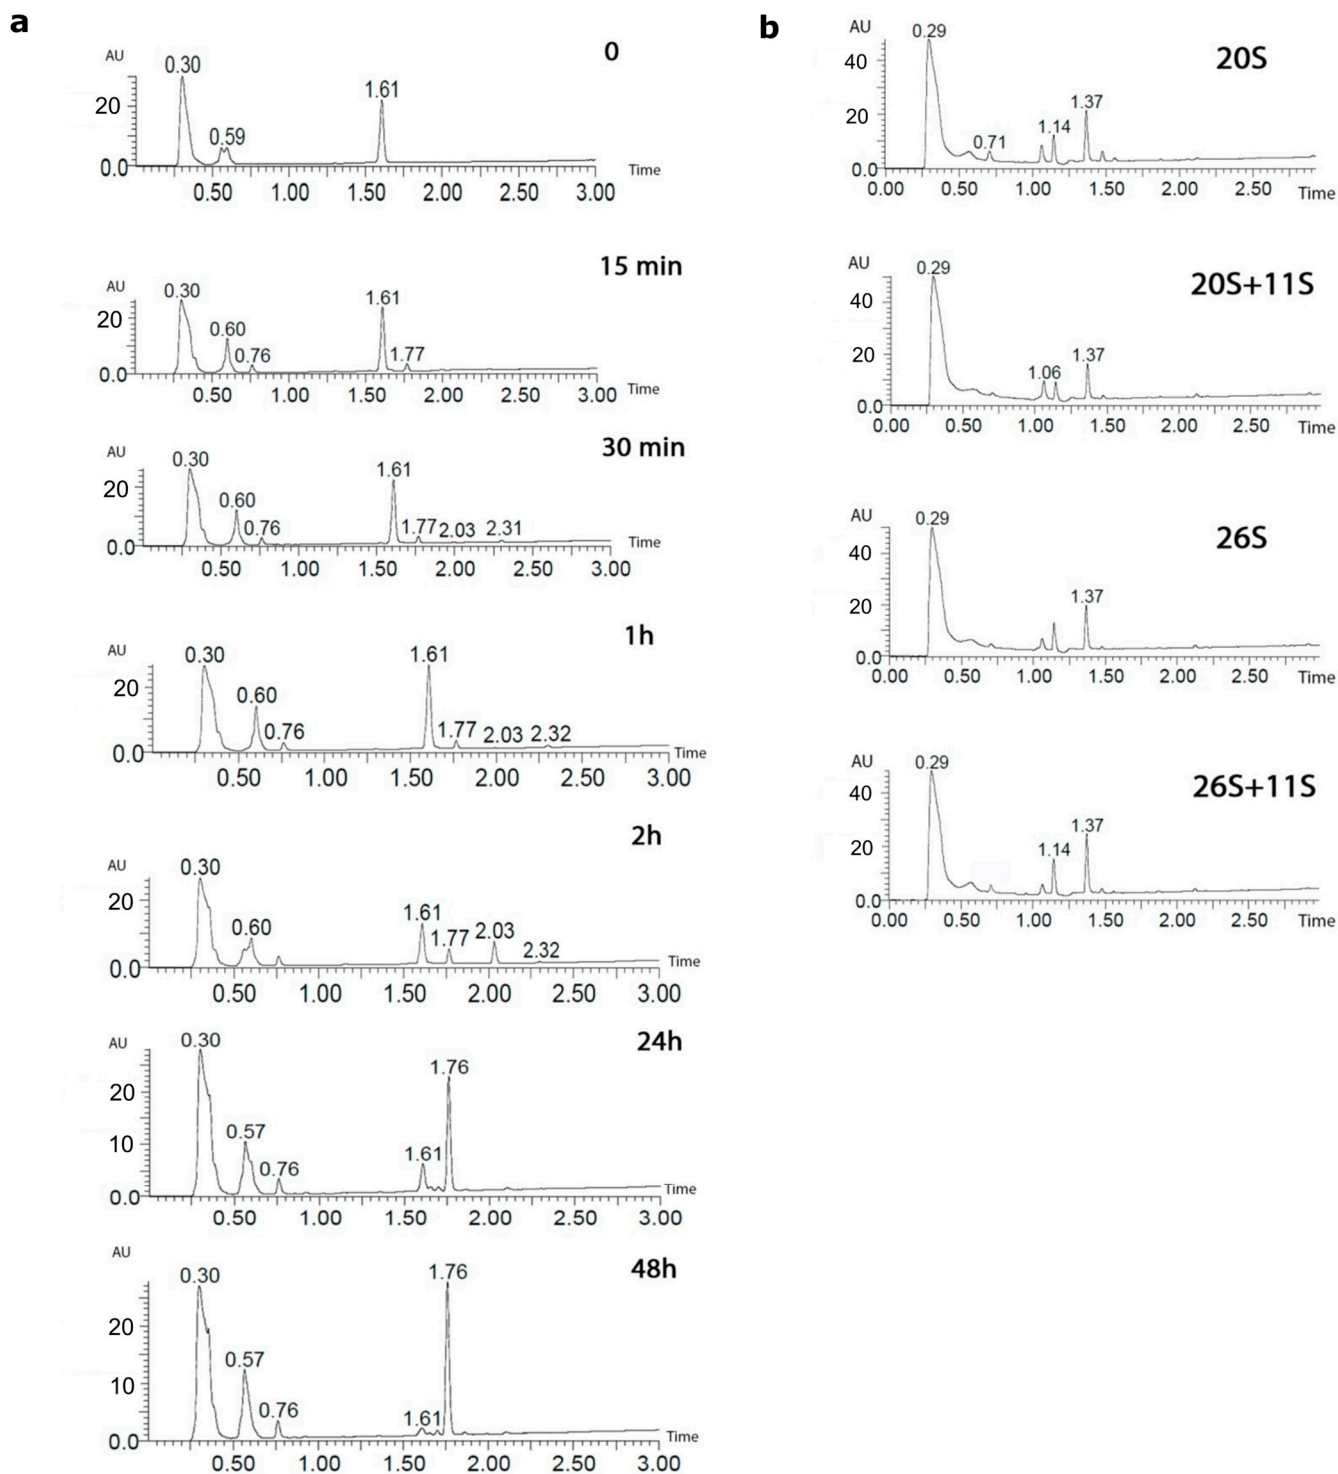 a
0
AU
0.30
0.59
1.61
20
0.0
0.50 1.00 1.50 2.00 2.50 3.00
Time
15 min
AU
0.30
0.60
0.76
1.61
1.77
20
0.0
0.50 1.00 1.50 2.00 2.50 3.00
Time
30 min
AU
0.30
0.60
0.76
1.61
1.77 2.03 2.31
20
0.0
0.50 1.00 1.50 2.00 2.50 3.00
Time
1h
AU
0.30
0.60
0.76
1.61
1.77 2.03 2.32
20
0.0
0.50 1.00 1.50 2.00 2.50 3.00
Time
2h
AU
0.30
0.60
1.61
1.77
2.03
2.32
20
0.0
0.50 1.00 1.50 2.00 2.50 3.00
Time
24h
AU
0.30
0.57
0.76
1.61
1.76
20
10
0.0
0.50 1.00 1.50 2.00 2.50 3.00
Time
48h
AU
0.30
0.57
0.76
1.61
1.76
20
10
0.0
0.50 1.00 1.50 2.00 2.50 3.00
Time
b
20S
AU
0.29
0.71
1.14
1.37
40
20
0.0
0.00 0.50 1.00 1.50 2.00 2.50
Time
20S+11S
AU
0.29
1.06
1.37
40
20
0.0
0.00 0.50 1.00 1.50 2.00 2.50
Time
26S
AU
0.29
1.37
40
20
0.0
0.00 0.50 1.00 1.50 2.00 2.50
Time
26S+11S
AU
0.29
1.14
1.37
40
20
0.0
0.00 0.50 1.00 1.50 2.00 2.50
Time